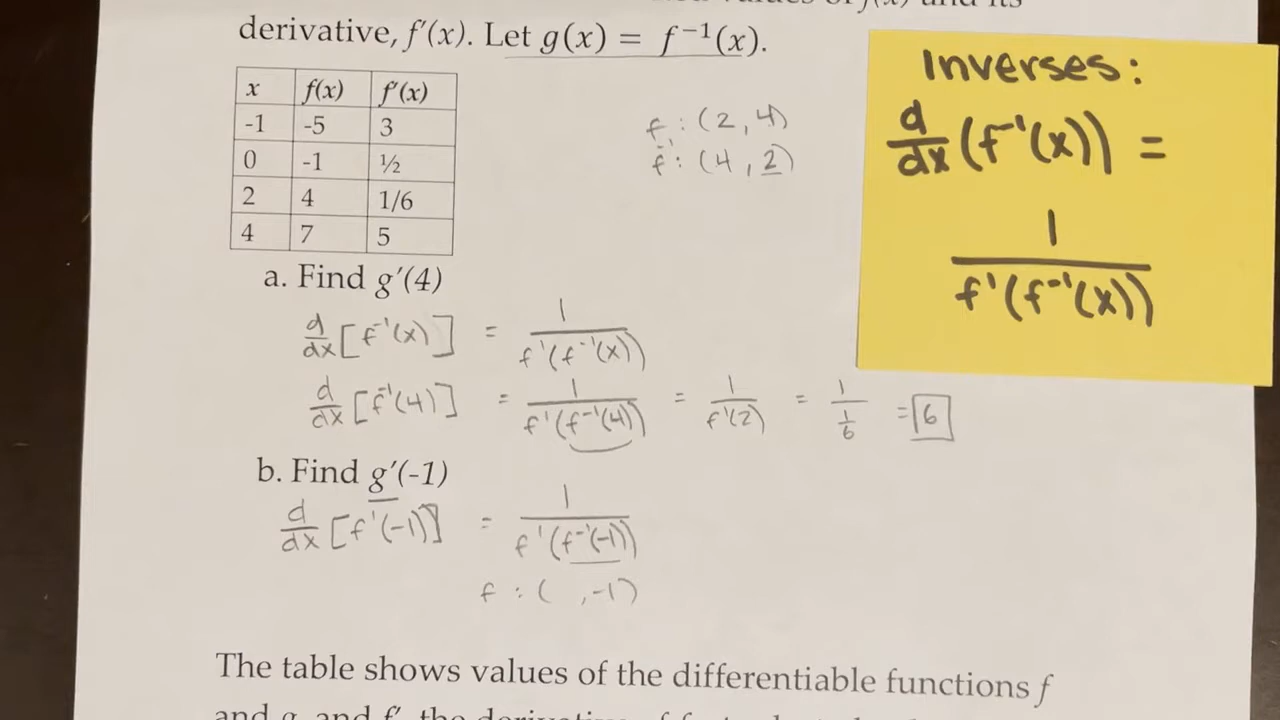 derivative, f′(x). Let g(x) = f⁻¹(x).
x f(x) f′(x)
-1 -5 3
0 -1 ½
2 4 1/6
4 7 5
f : (2, 4)
f⁻¹ : (4, 2)
Inverses:
d/dx (f⁻¹(x)) =
1 / f'(f⁻¹(x))
a. Find g′(4)
d/dx [f⁻¹(x)] = 1 / f'(f⁻¹(x))
d/dx [f⁻¹(4)] = 1 / f'(f⁻¹(4)) = 1 / f'(2) = 1 / 1/6 = 6
b. Find g′(-1)
d/dx [f⁻¹(-1)] = 1 / f'(f⁻¹(-1))
f : ( , -1)
The table shows values of the differentiable functions f